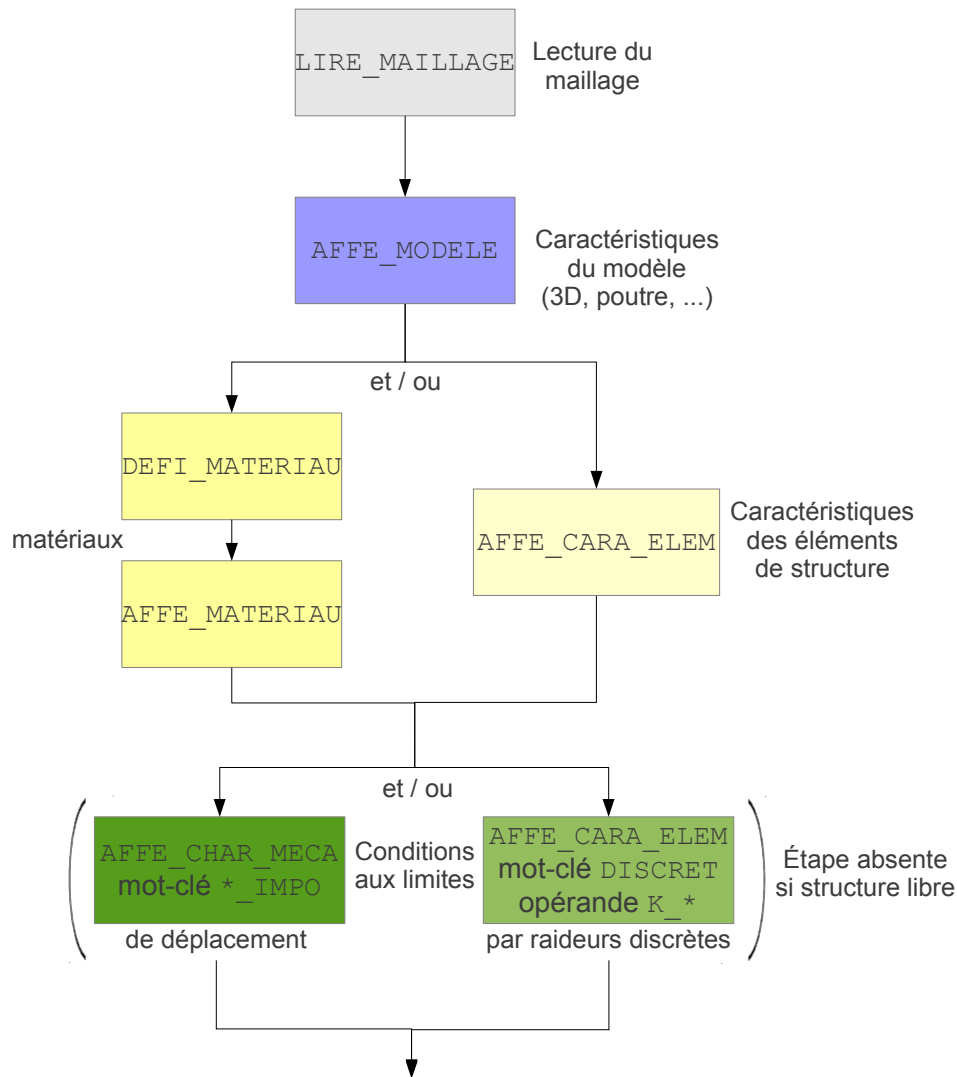 LIRE_MAILLAGE
Lecture du
maillage
AFFE_MODELE
Caractéristiques
du modèle
(3D, poutre, ...)
et / ou
DEFI_MATERIAU
matériaux
AFFE_MATERIAU
AFFE_CARA_ELEM
Caractéristiques
des éléments
de structure
et / ou
AFFE_CHAR_MECA
mot-clé *_IMPO
de déplacement
Conditions
aux limites
AFFE_CARA_ELEM
mot-clé DISCRET
opérande K_*
par raideurs discrètes
Étape absente
si structure libre